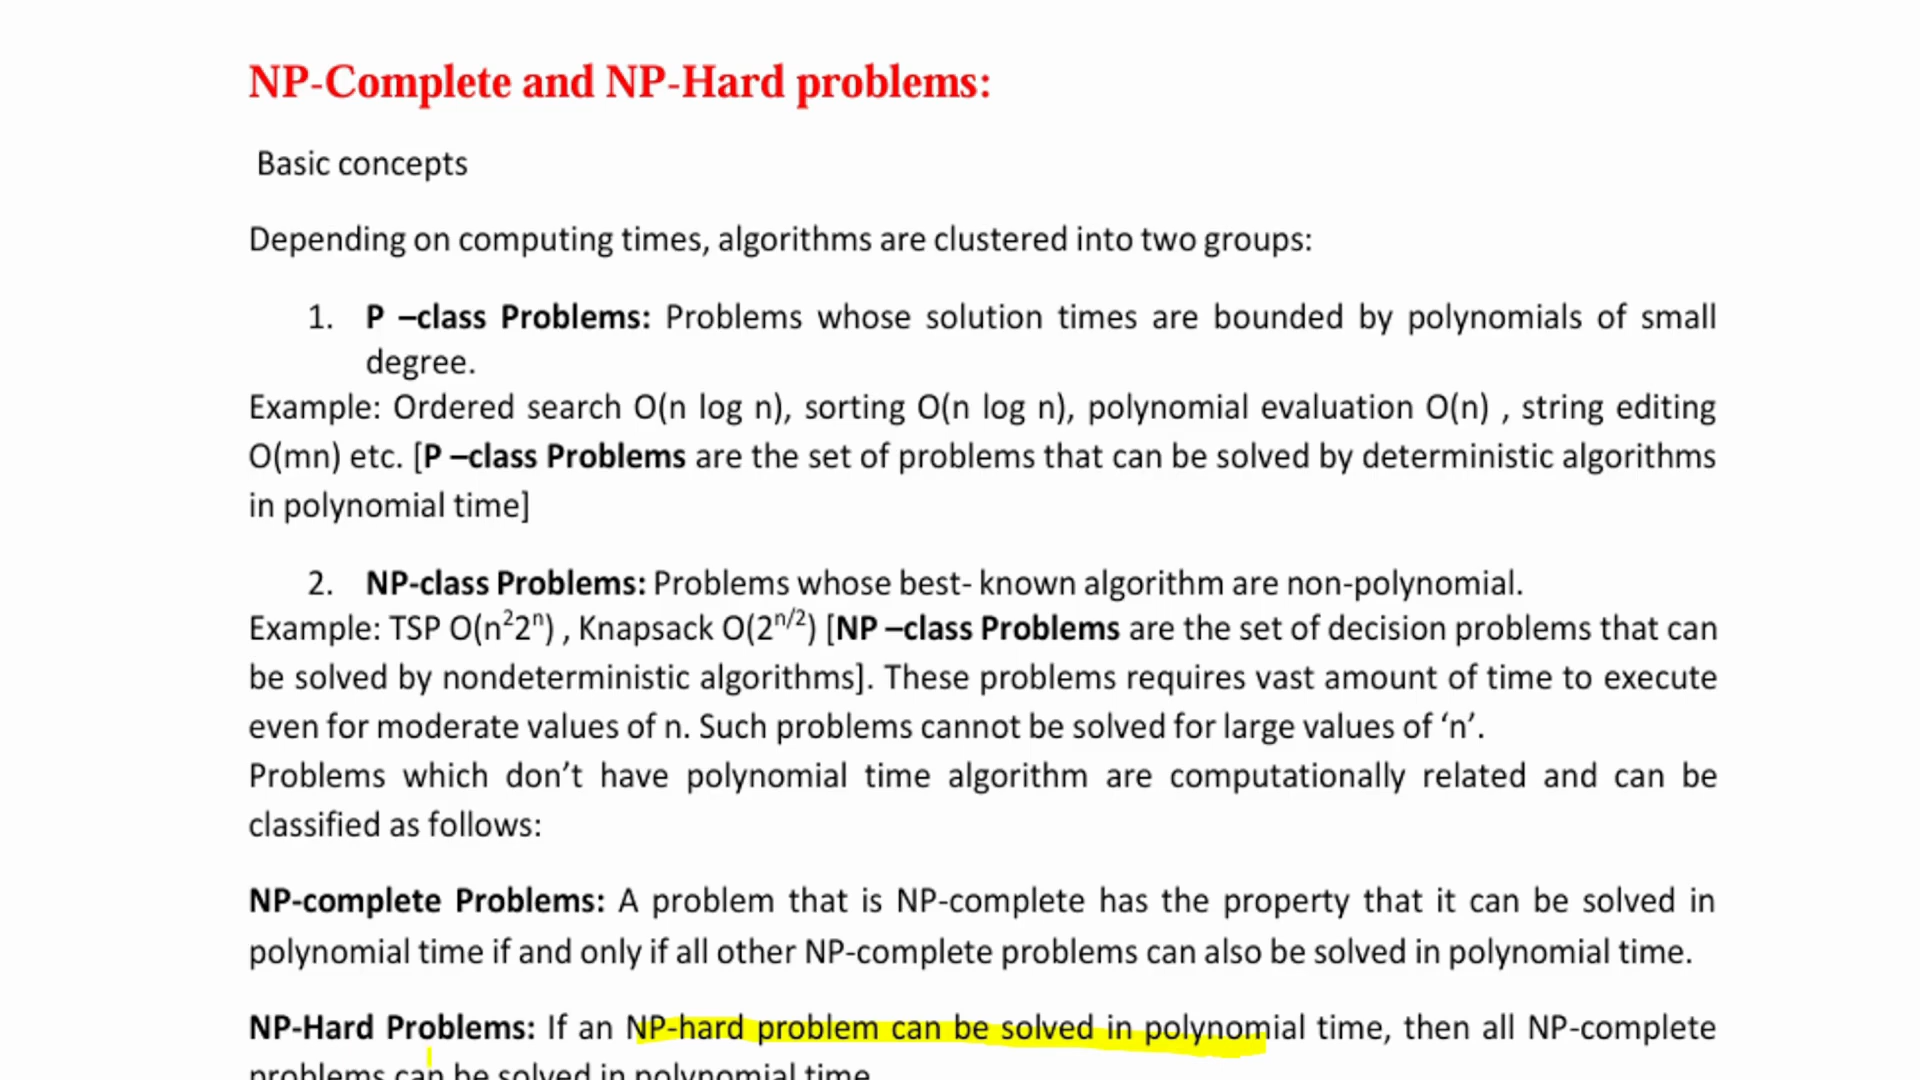 NP-Complete and NP-Hard problems:
Basic concepts
Depending on computing times, algorithms are clustered into two groups:
1. P –class Problems: Problems whose solution times are bounded by polynomials of small
degree.
Example: Ordered search O(n log n), sorting O(n log n), polynomial evaluation O(n) , string editing
O(mn) etc. [P –class Problems are the set of problems that can be solved by deterministic algorithms
in polynomial time]
2. NP-class Problems: Problems whose best- known algorithm are non-polynomial.
Example: TSP O(n²2ⁿ) , Knapsack O(2^{n/2}) [NP –class Problems are the set of decision problems that can
be solved by nondeterministic algorithms]. These problems requires vast amount of time to execute
even for moderate values of n. Such problems cannot be solved for large values of ‘n’.
Problems which don’t have polynomial time algorithm are computationally related and can be
classified as follows:
NP-complete Problems: A problem that is NP-complete has the property that it can be solved in
polynomial time if and only if all other NP-complete problems can also be solved in polynomial time.
NP-Hard Problems: If an NP-hard problem can be solved in polynomial time, then all NP-complete
problems can be solved in polynomial time.